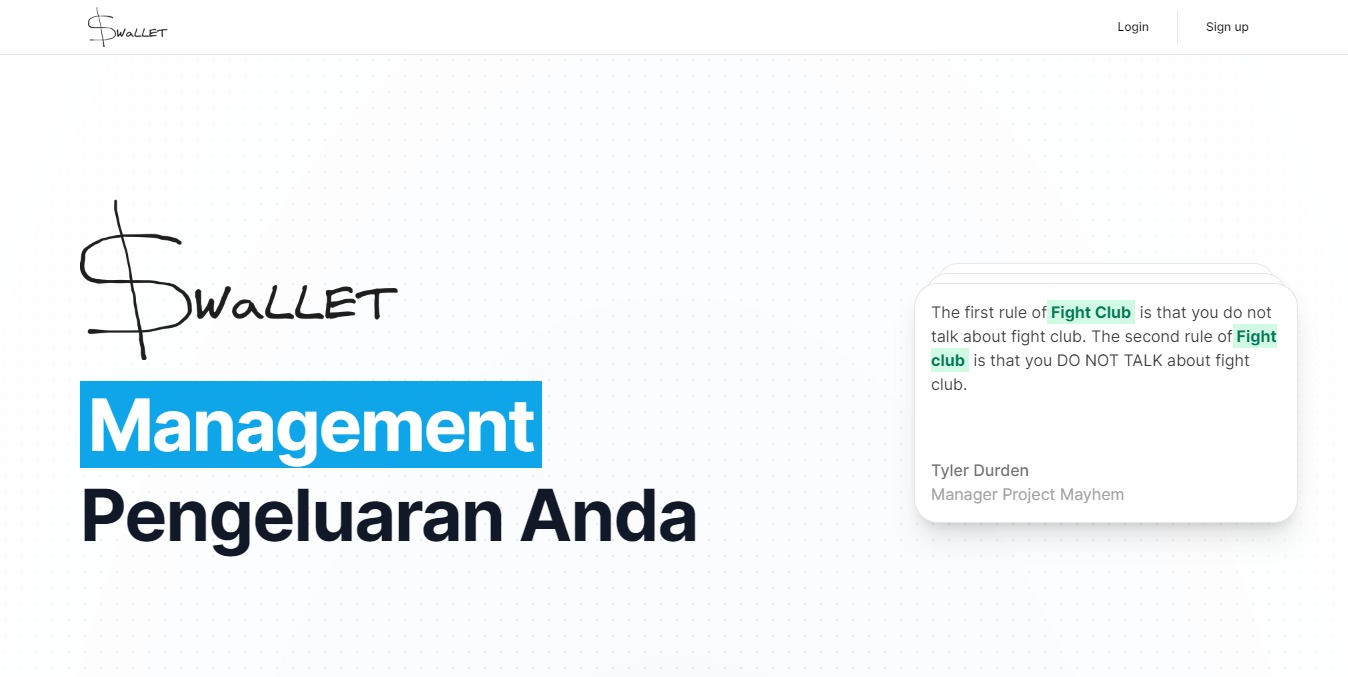 $WaLLET
Login
Sign up
$WaLLET
Management
Pengeluaran Anda
The first rule of Fight Club is that you do not
talk about fight club. The second rule of Fight
club is that you DO NOT TALK about fight
club.
Tyler Durden
Manager Project Mayhem